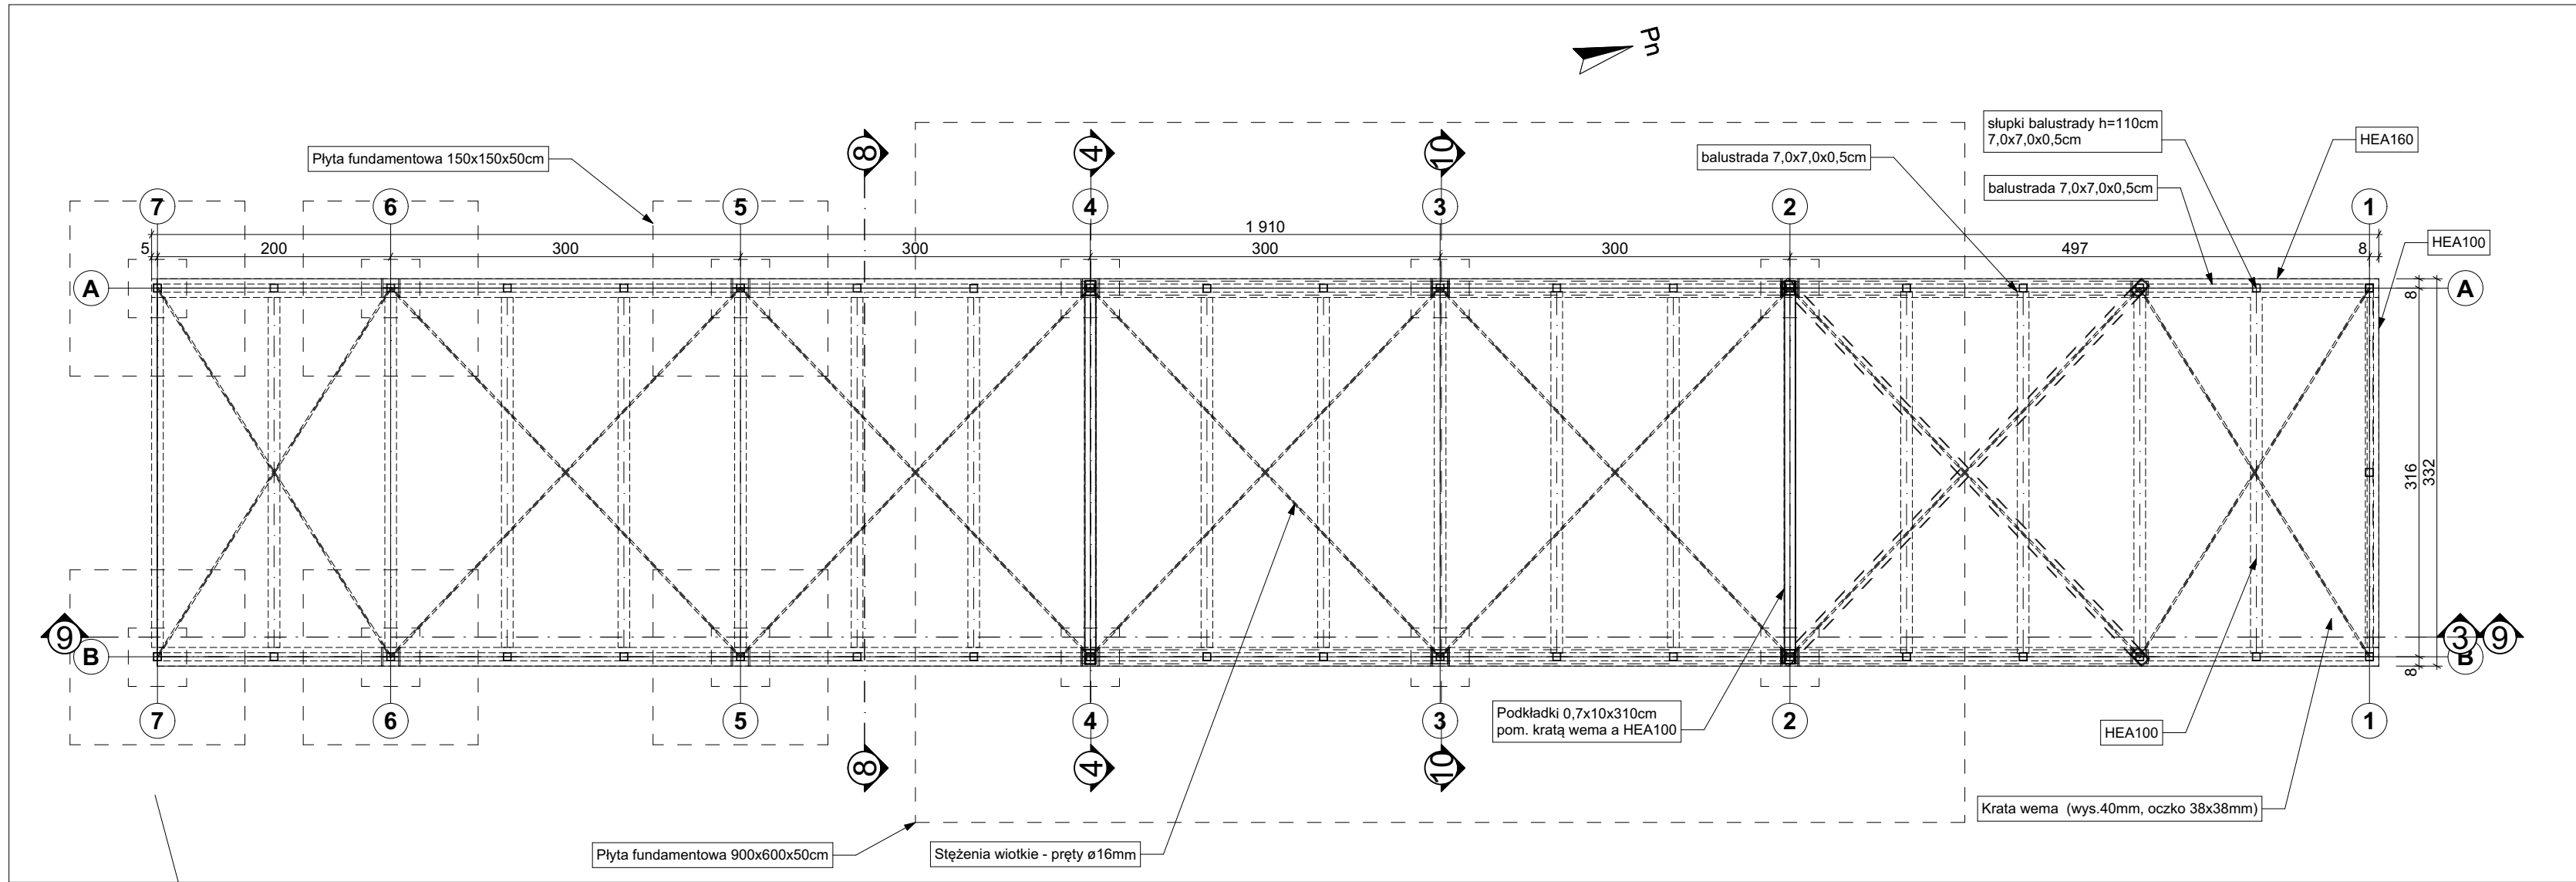 Pn
słupki balustrady h=110cm
7,0x7,0x0,5cm
HEA160
Płyta fundamentowa 150x150x50cm
8
4
10
balustrada 7,0x7,0x0,5cm
balustrada 7,0x7,0x0,5cm
7
6
5
4
3
2
1
1 910
HEA100
5
200
300
300
300
300
497
8
A
A
8
316
332
9
B
3
9
B
8
7
6
5
4
3
2
1
Podkładki 0,7x10x310cm
pom. kratą wema a HEA100
HEA100
8
4
10
Krata wema (wys.40mm, oczko 38x38mm)
Płyta fundamentowa 900x600x50cm
Stężenia wiotkie - pręty ø16mm